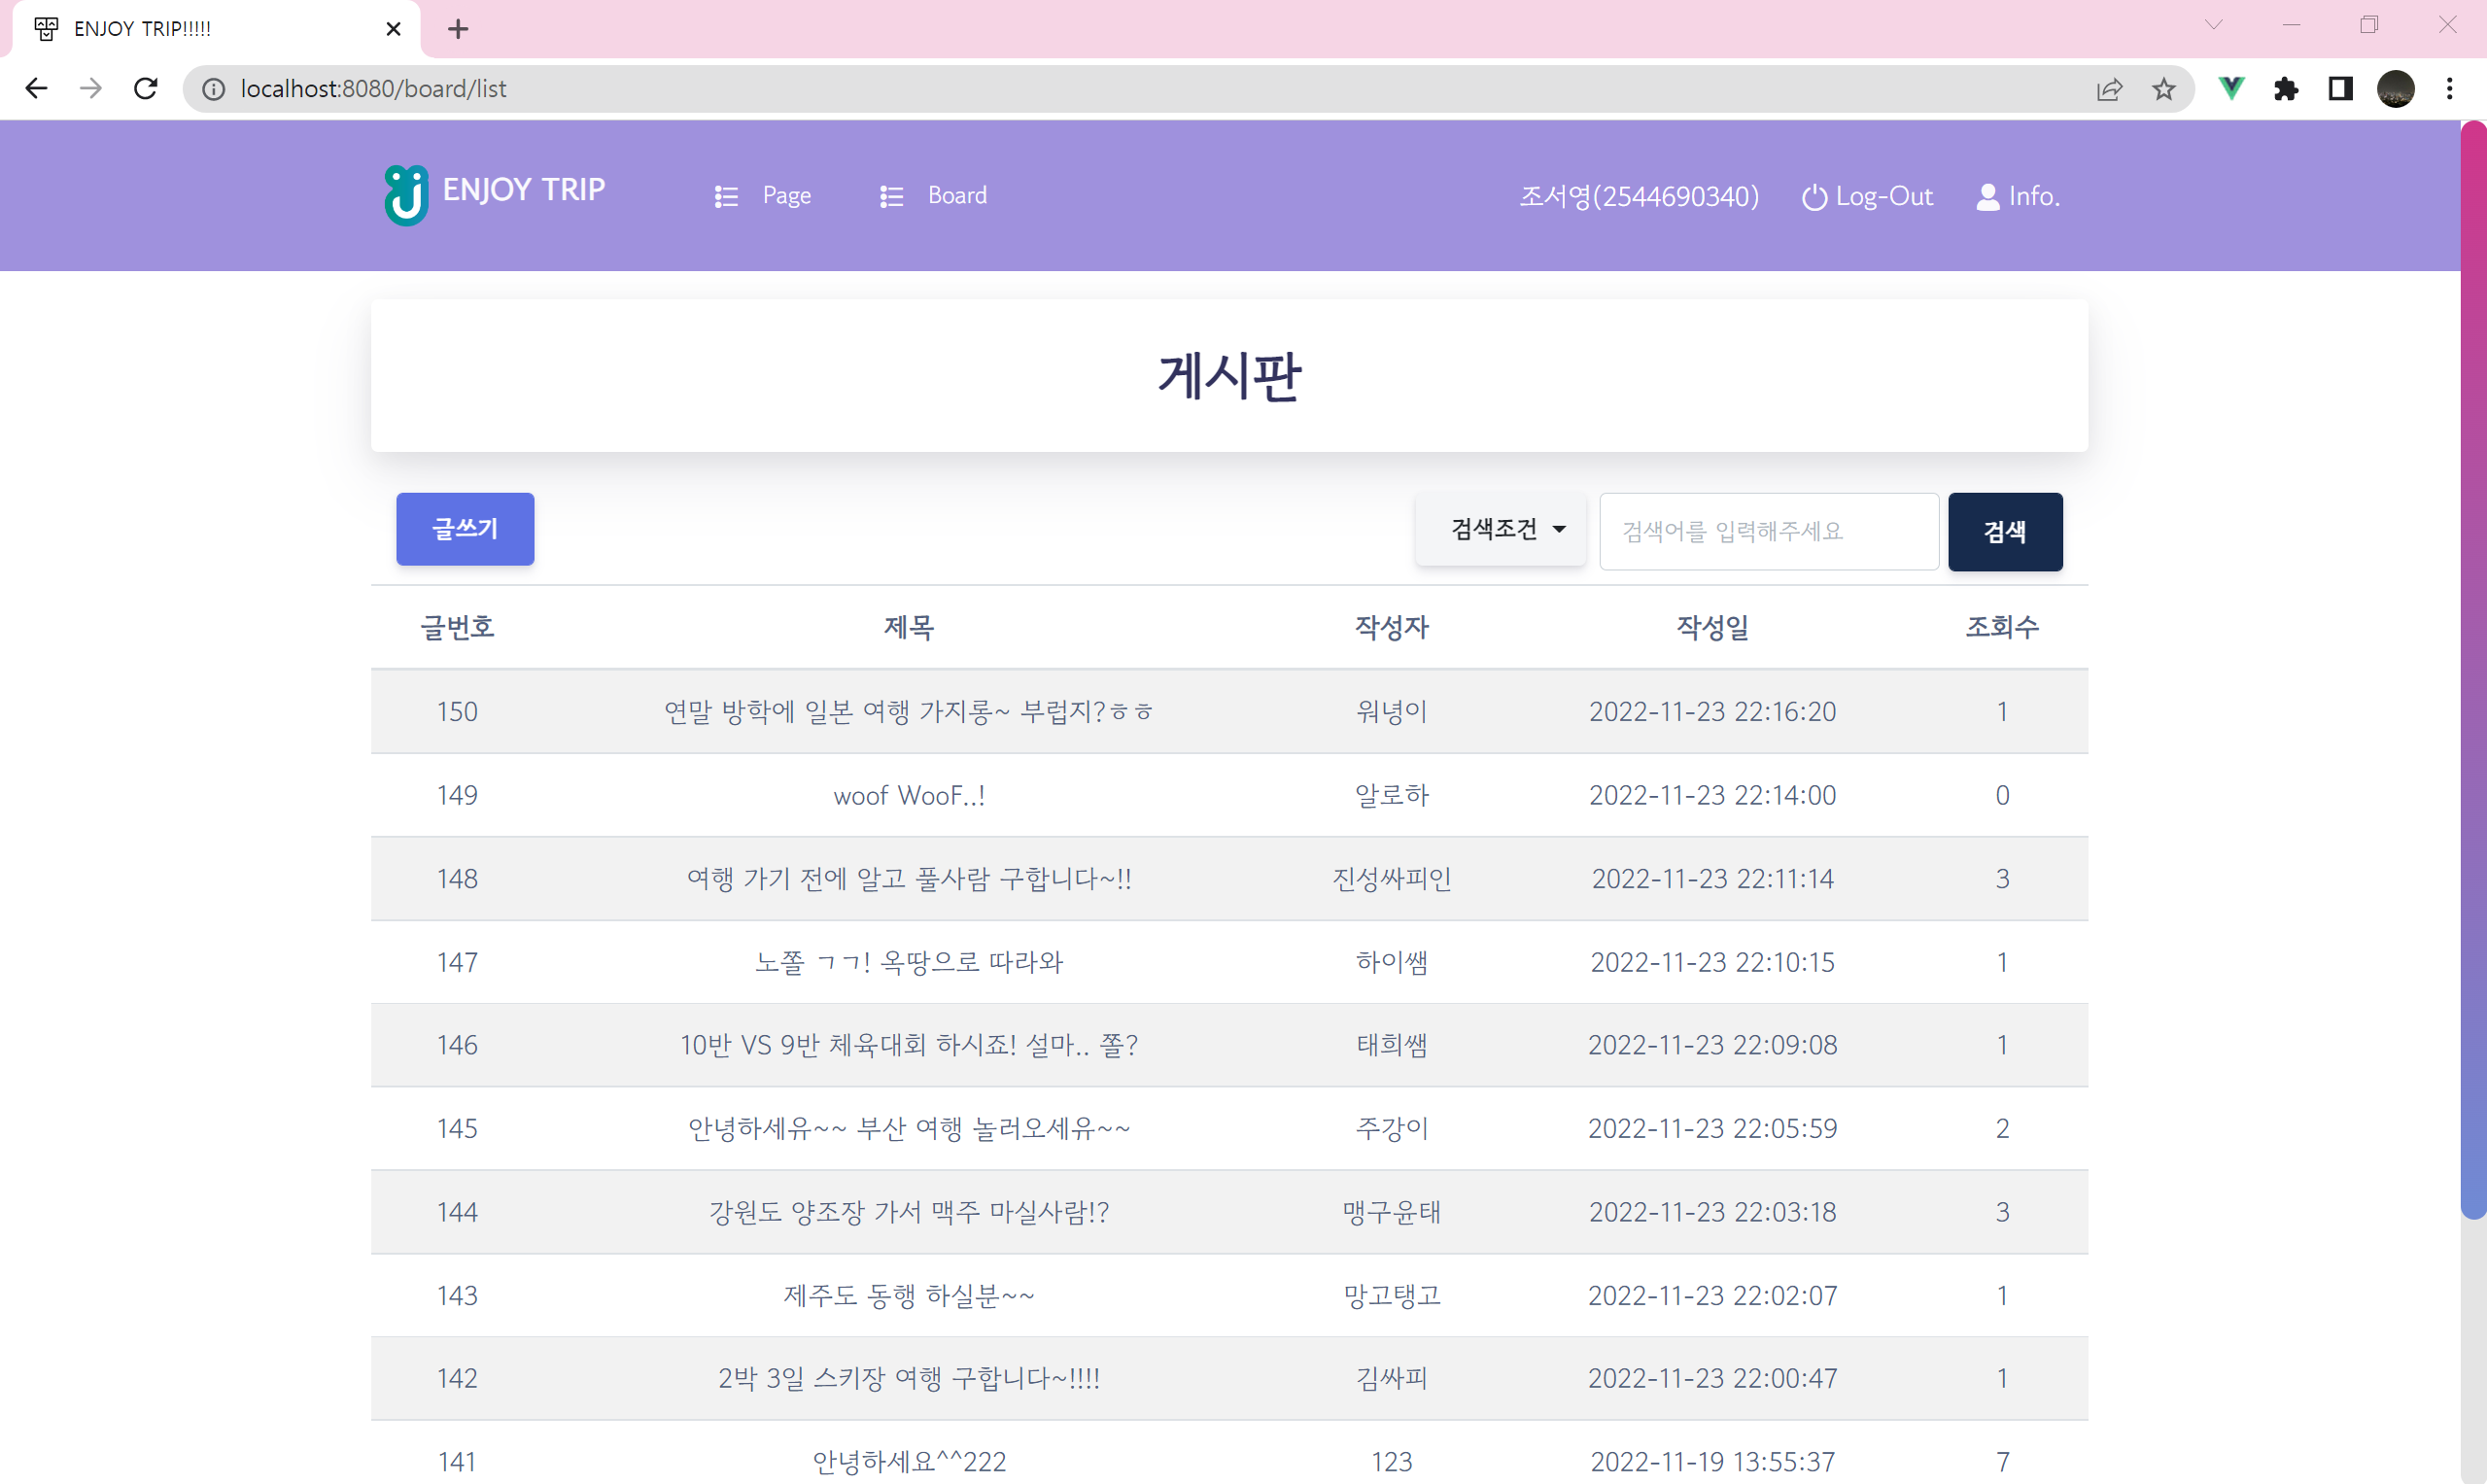 ENJOY TRIP!!!!!
localhost:8080/board/list
ENJOY TRIP Page Board 조서영(2544690340) Log-Out Info.
게시판
글쓰기 검색조건 검색어를 입력해주세요 검색
글번호 제목 작성자 작성일 조회수
150 연말 방학에 일본 여행 가지롱~ 부럽지?ㅎㅎ 워녕이 2022-11-23 22:16:20 1
149 woof WooF..! 알로하 2022-11-23 22:14:00 0
148 여행 가기 전에 알고 풀사람 구합니다~!! 진성싸피인 2022-11-23 22:11:14 3
147 노쫄 ㄱㄱ! 옥땅으로 따라와 하이쌤 2022-11-23 22:10:15 1
146 10반 VS 9반 체육대회 하시죠! 설마.. 쫄? 태희쌤 2022-11-23 22:09:08 1
145 안녕하세유~~ 부산 여행 놀러오세유~~ 주강이 2022-11-23 22:05:59 2
144 강원도 양조장 가서 맥주 마실사람!? 맹구윤태 2022-11-23 22:03:18 3
143 제주도 동행 하실분~~ 망고탱고 2022-11-23 22:02:07 1
142 2박 3일 스키장 여행 구합니다~!!!! 김싸피 2022-11-23 22:00:47 1
141 안녕하세요^^222 123 2022-11-19 13:55:37 7